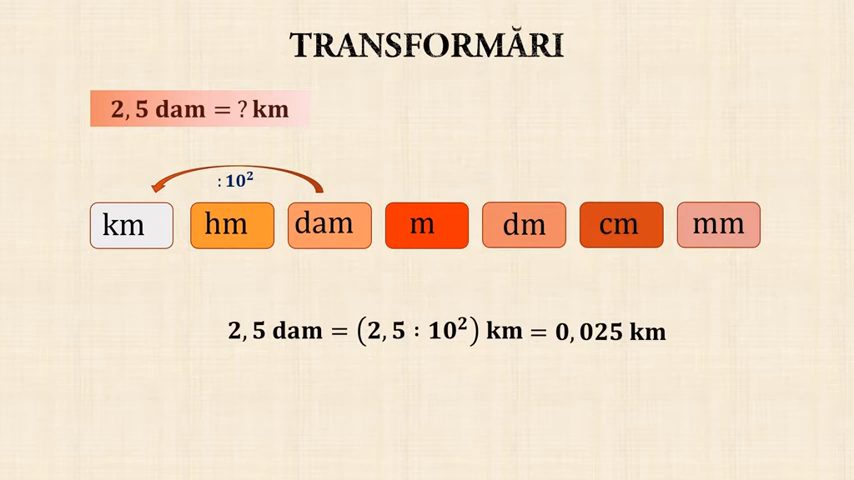 TRANSFORMĂRI
2,5 dam = ? km
: 10²
km hm dam m dm cm mm
2,5 dam = (2,5 : 10²) km = 0,025 km